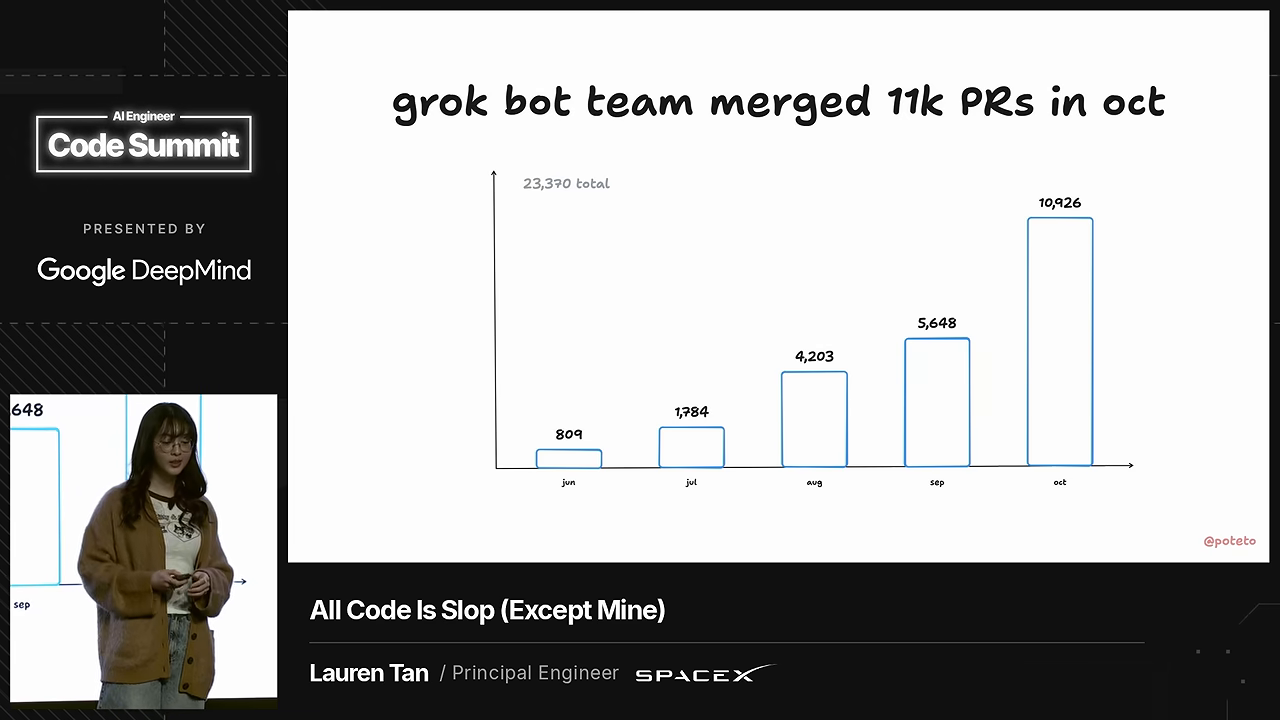 AI Engineer
Code Summit
PRESENTED BY
Google DeepMind
grok bot team merged 11k PRs in oct
23,370 total
809
1,784
4,203
5,648
10,926
jun
jul
aug
sep
oct
@poteto
648
sep
All Code Is Slop (Except Mine)
Lauren Tan / Principal Engineer SPACEX